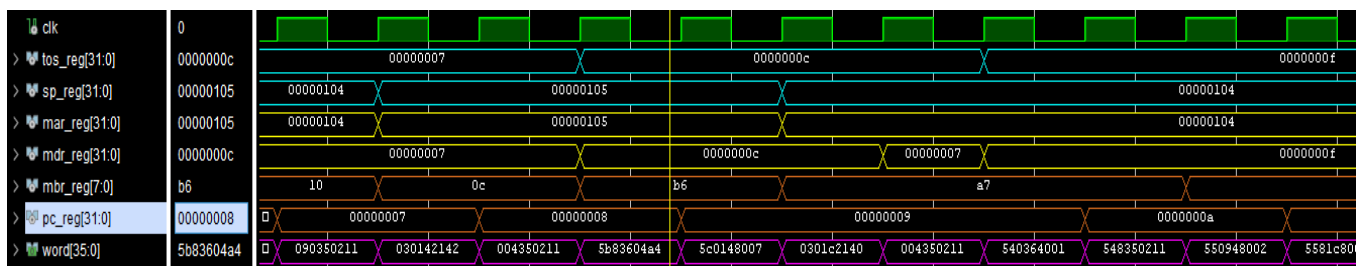 clk 0
tos_reg[31:0] 0000000c 00000007 0000000c 0000000f
sp_reg[31:0] 00000105 00000104 00000105 00000104
mar_reg[31:0] 00000105 00000104 00000105 00000104
mdr_reg[31:0] 0000000c 00000007 0000000c 00000007 0000000f
mbr_reg[7:0] b6 10 0c b6 a7
pc_reg[31:0] 00000008 00000007 00000008 00000009 0000000a
word[35:0] 5b83604a4 090350211 030142142 004350211 5b83604a4 5c0148007 0301c2140 004350211 540364001 548350211 550948002 5581c800